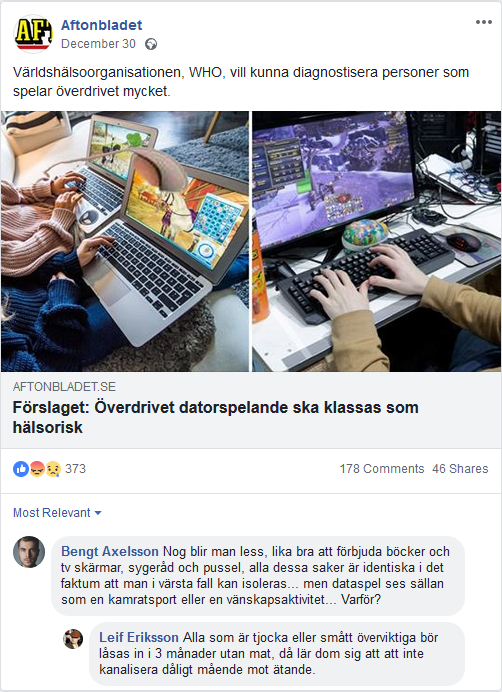 AF
Aftonbladet
December 30
Världshälsoorganisationen, WHO, vill kunna diagnostisera personer som
spelar överdrivet mycket.
AFTONBLADET.SE
Förslaget: Överdrivet datorspelande ska klassas som
hälsorisk
373
178 Comments 46 Shares
Most Relevant
Bengt Axelsson Nog blir man less, lika bra att förbjuda böcker och
tv skärmar, sygeråd och pussel, alla dessa saker är identiska i det
faktum att man i värsta fall kan isoleras... men dataspel ses sällan
som en kamratsport eller en vänskapsaktivitet... Varför?
Leif Eriksson Alla som är tjocka eller smått överviktiga bör
låsas in i 3 månader utan mat, då lär dom sig att att inte
kanalisera dåligt mående mot ätande.